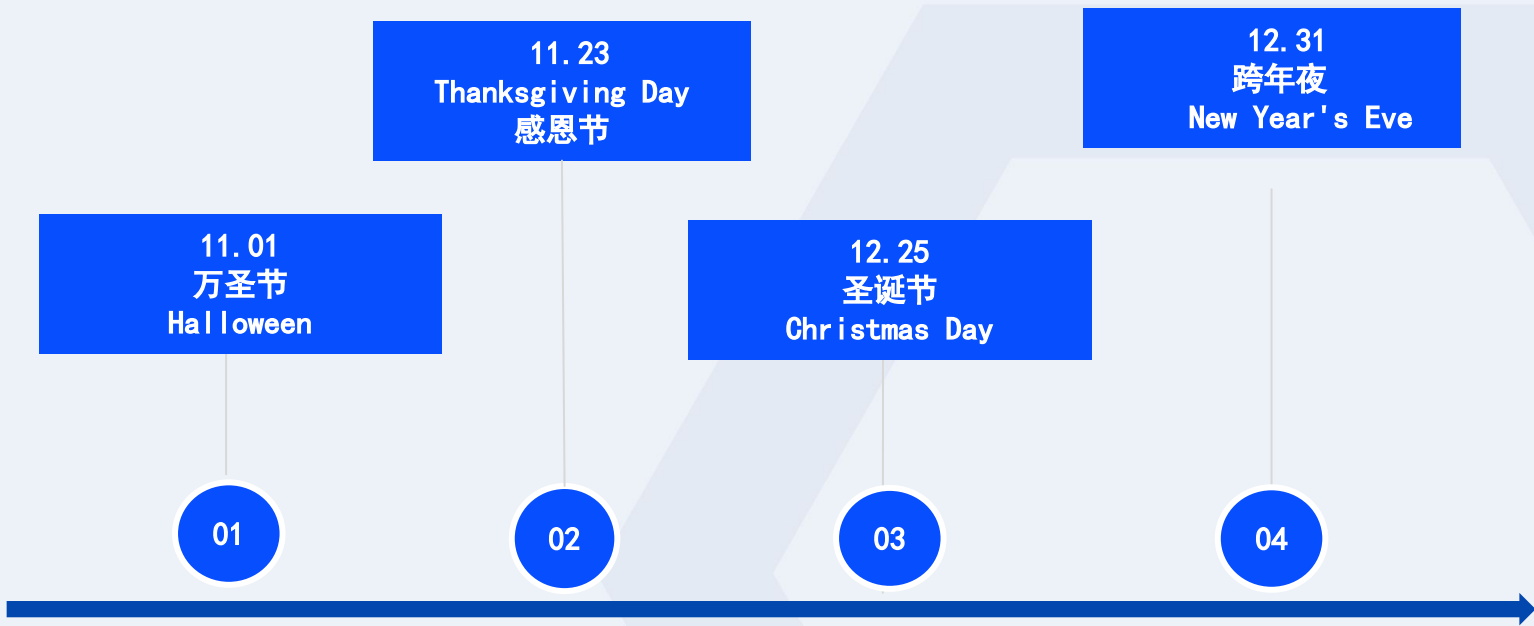 11.01
万圣节
Halloween
11.23
Thanksgiving Day
感恩节
12.25
圣诞节
Christmas Day
12.31
跨年夜
New Year's Eve
01
02
03
04